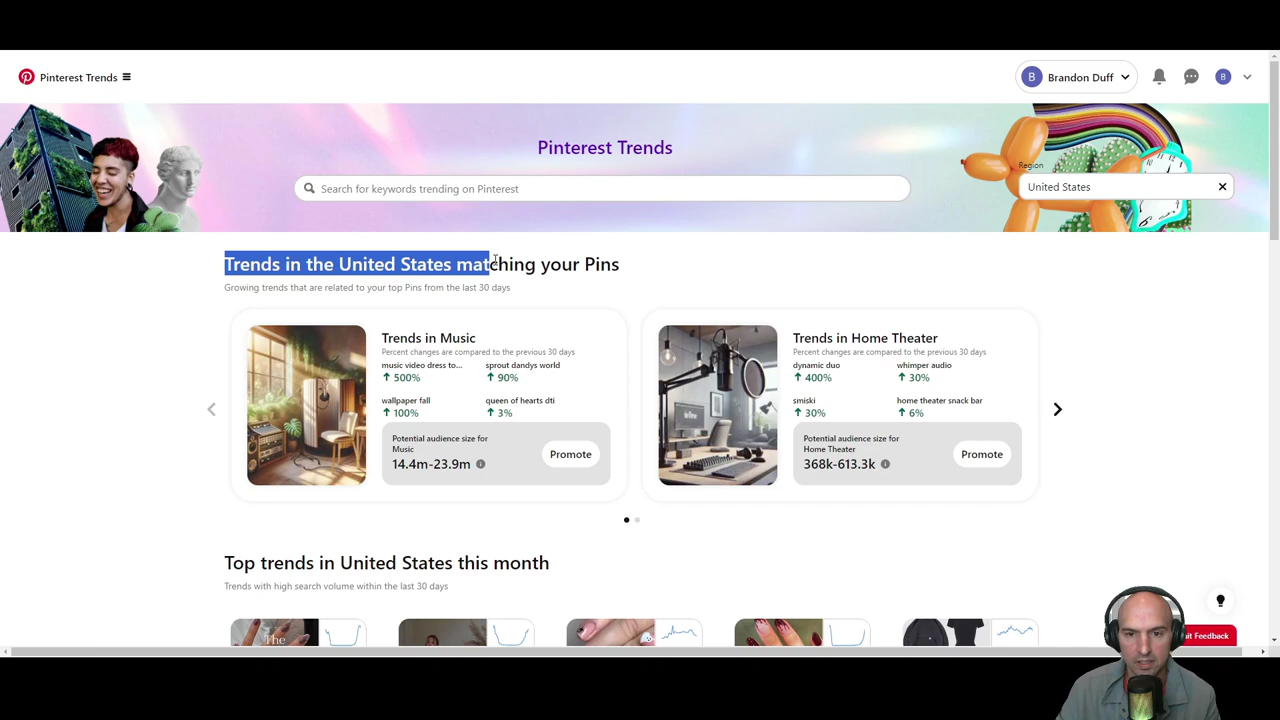 Pinterest Trends
B Brandon Duff
B
Pinterest Trends
Region
Search for keywords trending on Pinterest
United States
Trends in the United States matching your Pins
Growing trends that are related to your top Pins from the last 30 days
Trends in Music
Percent changes are compared to the previous 30 days
music video dress to...
500%
sprout dandys world
90%
wallpaper fall
100%
queen of hearts dti
3%
Potential audience size for
Music
14.4m-23.9m
Promote
Trends in Home Theater
Percent changes are compared to the previous 30 days
dynamic duo
400%
whimper audio
30%
smiski
30%
home theater snack bar
6%
Potential audience size for
Home Theater
368k-613.3k
Promote
Top trends in United States this month
Trends with high search volume within the last 30 days
The
Feedback